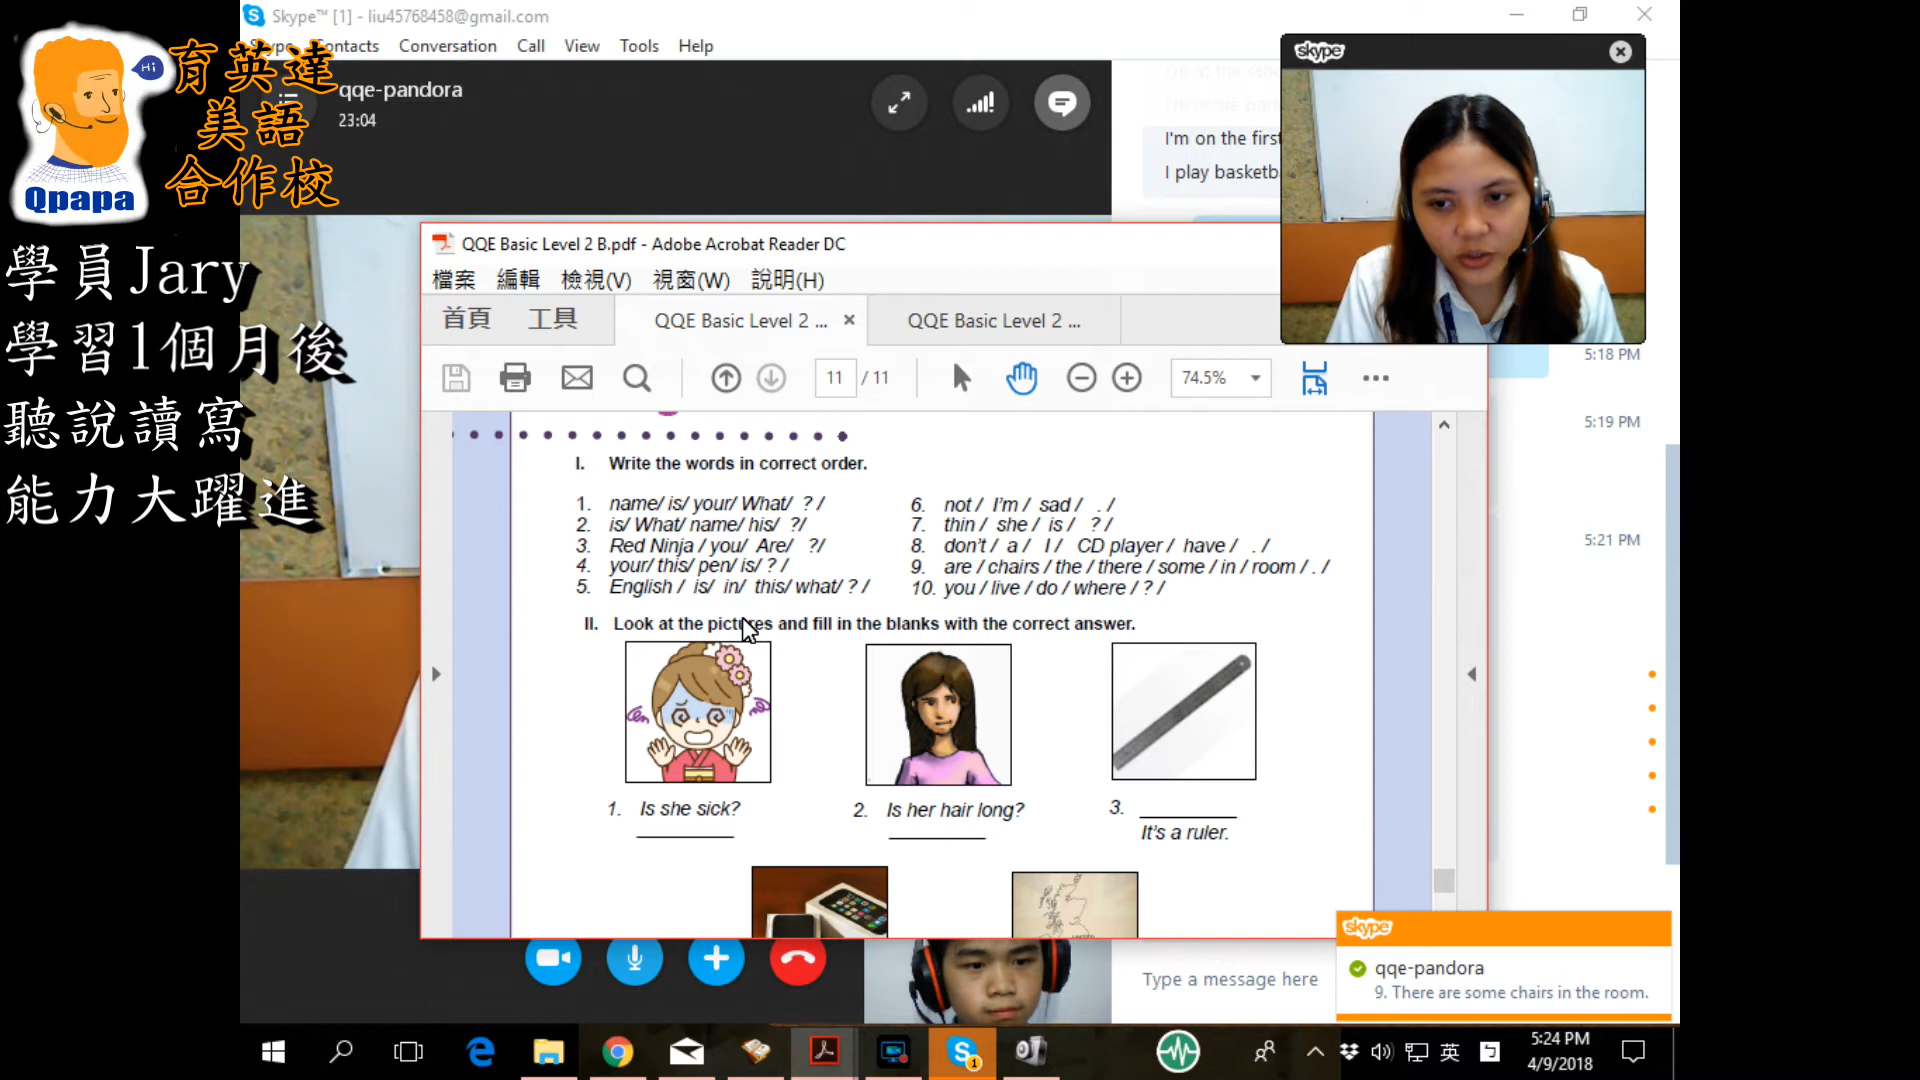 Skype™ [1] - liu45768458@gmail.com
Contacts Conversation Call View Tools Help
Hi
Qpapa
育英達
美語
合作校
學員Jary
學習1個月後
聽說讀寫
能力大躍進
qqe-pandora
23:04
I'm on the first
I play basketb
skype
QQE Basic Level 2 B.pdf - Adobe Acrobat Reader DC
檔案 編輯 檢視(V) 視窗(W) 說明(H)
首頁 工具 QQE Basic Level 2 ... QQE Basic Level 2 ...
11 / 11 74.5%
5:18 PM
5:19 PM
5:21 PM
I. Write the words in correct order.
1. name/ is/ your/ What/ ? /
2. is/ What/ name/ his/ ?/
3. Red Ninja / you/ Are/ ?/
4. your/ this/ pen/ is/ ? /
5. English / is/ in/ this/ what/ ? /
6. not / I'm / sad / . /
7. thin / she / is / ? /
8. don't / a / I / CD player / have / . /
9. are / chairs / the / there / some / in / room / . /
10. you / live / do / where / ? /
II. Look at the pictures and fill in the blanks with the correct answer.
1. Is she sick?
2. Is her hair long?
3.
It's a ruler.
Type a message here
skype
qqe-pandora
9. There are some chairs in the room.
英
5:24 PM
4/9/2018